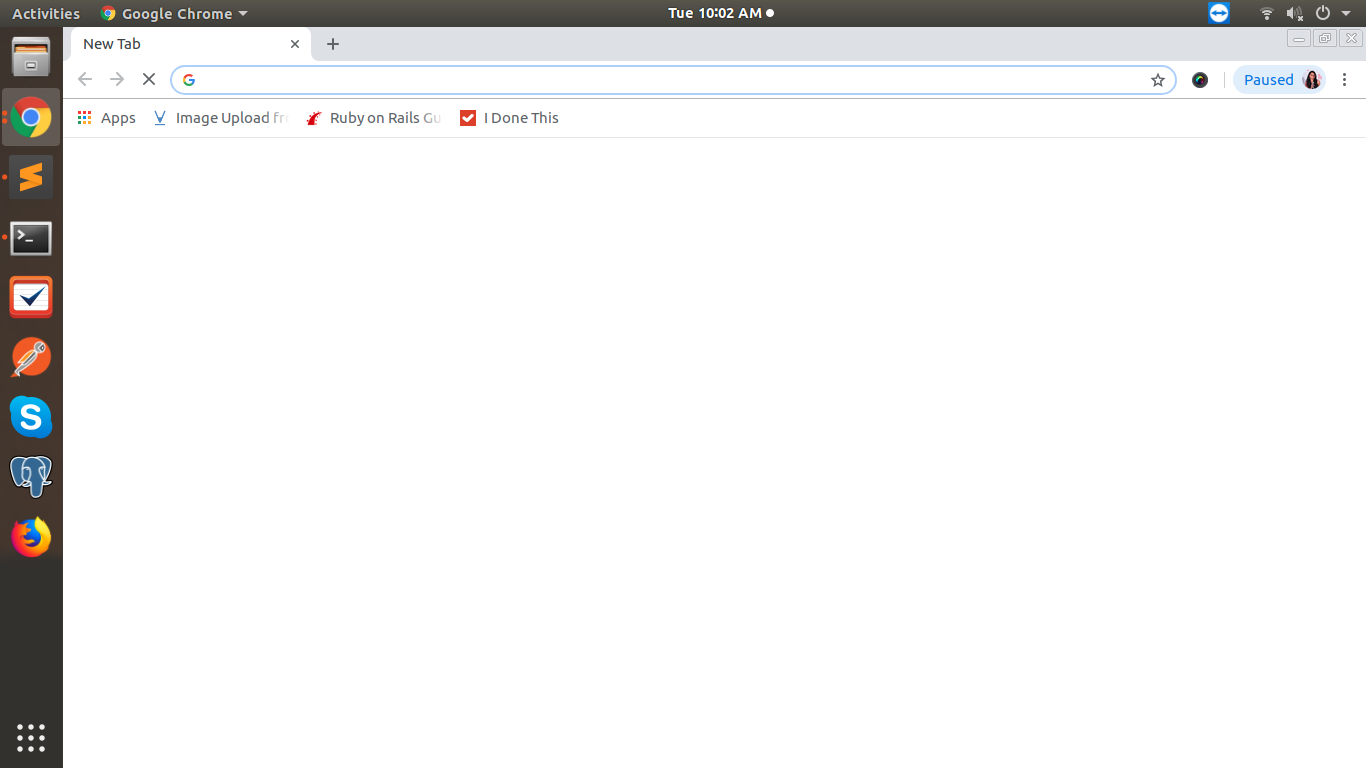 Activities Google Chrome Tue 10:02 AM
New Tab
Paused
Apps Image Upload fr Ruby on Rails Gu I Done This